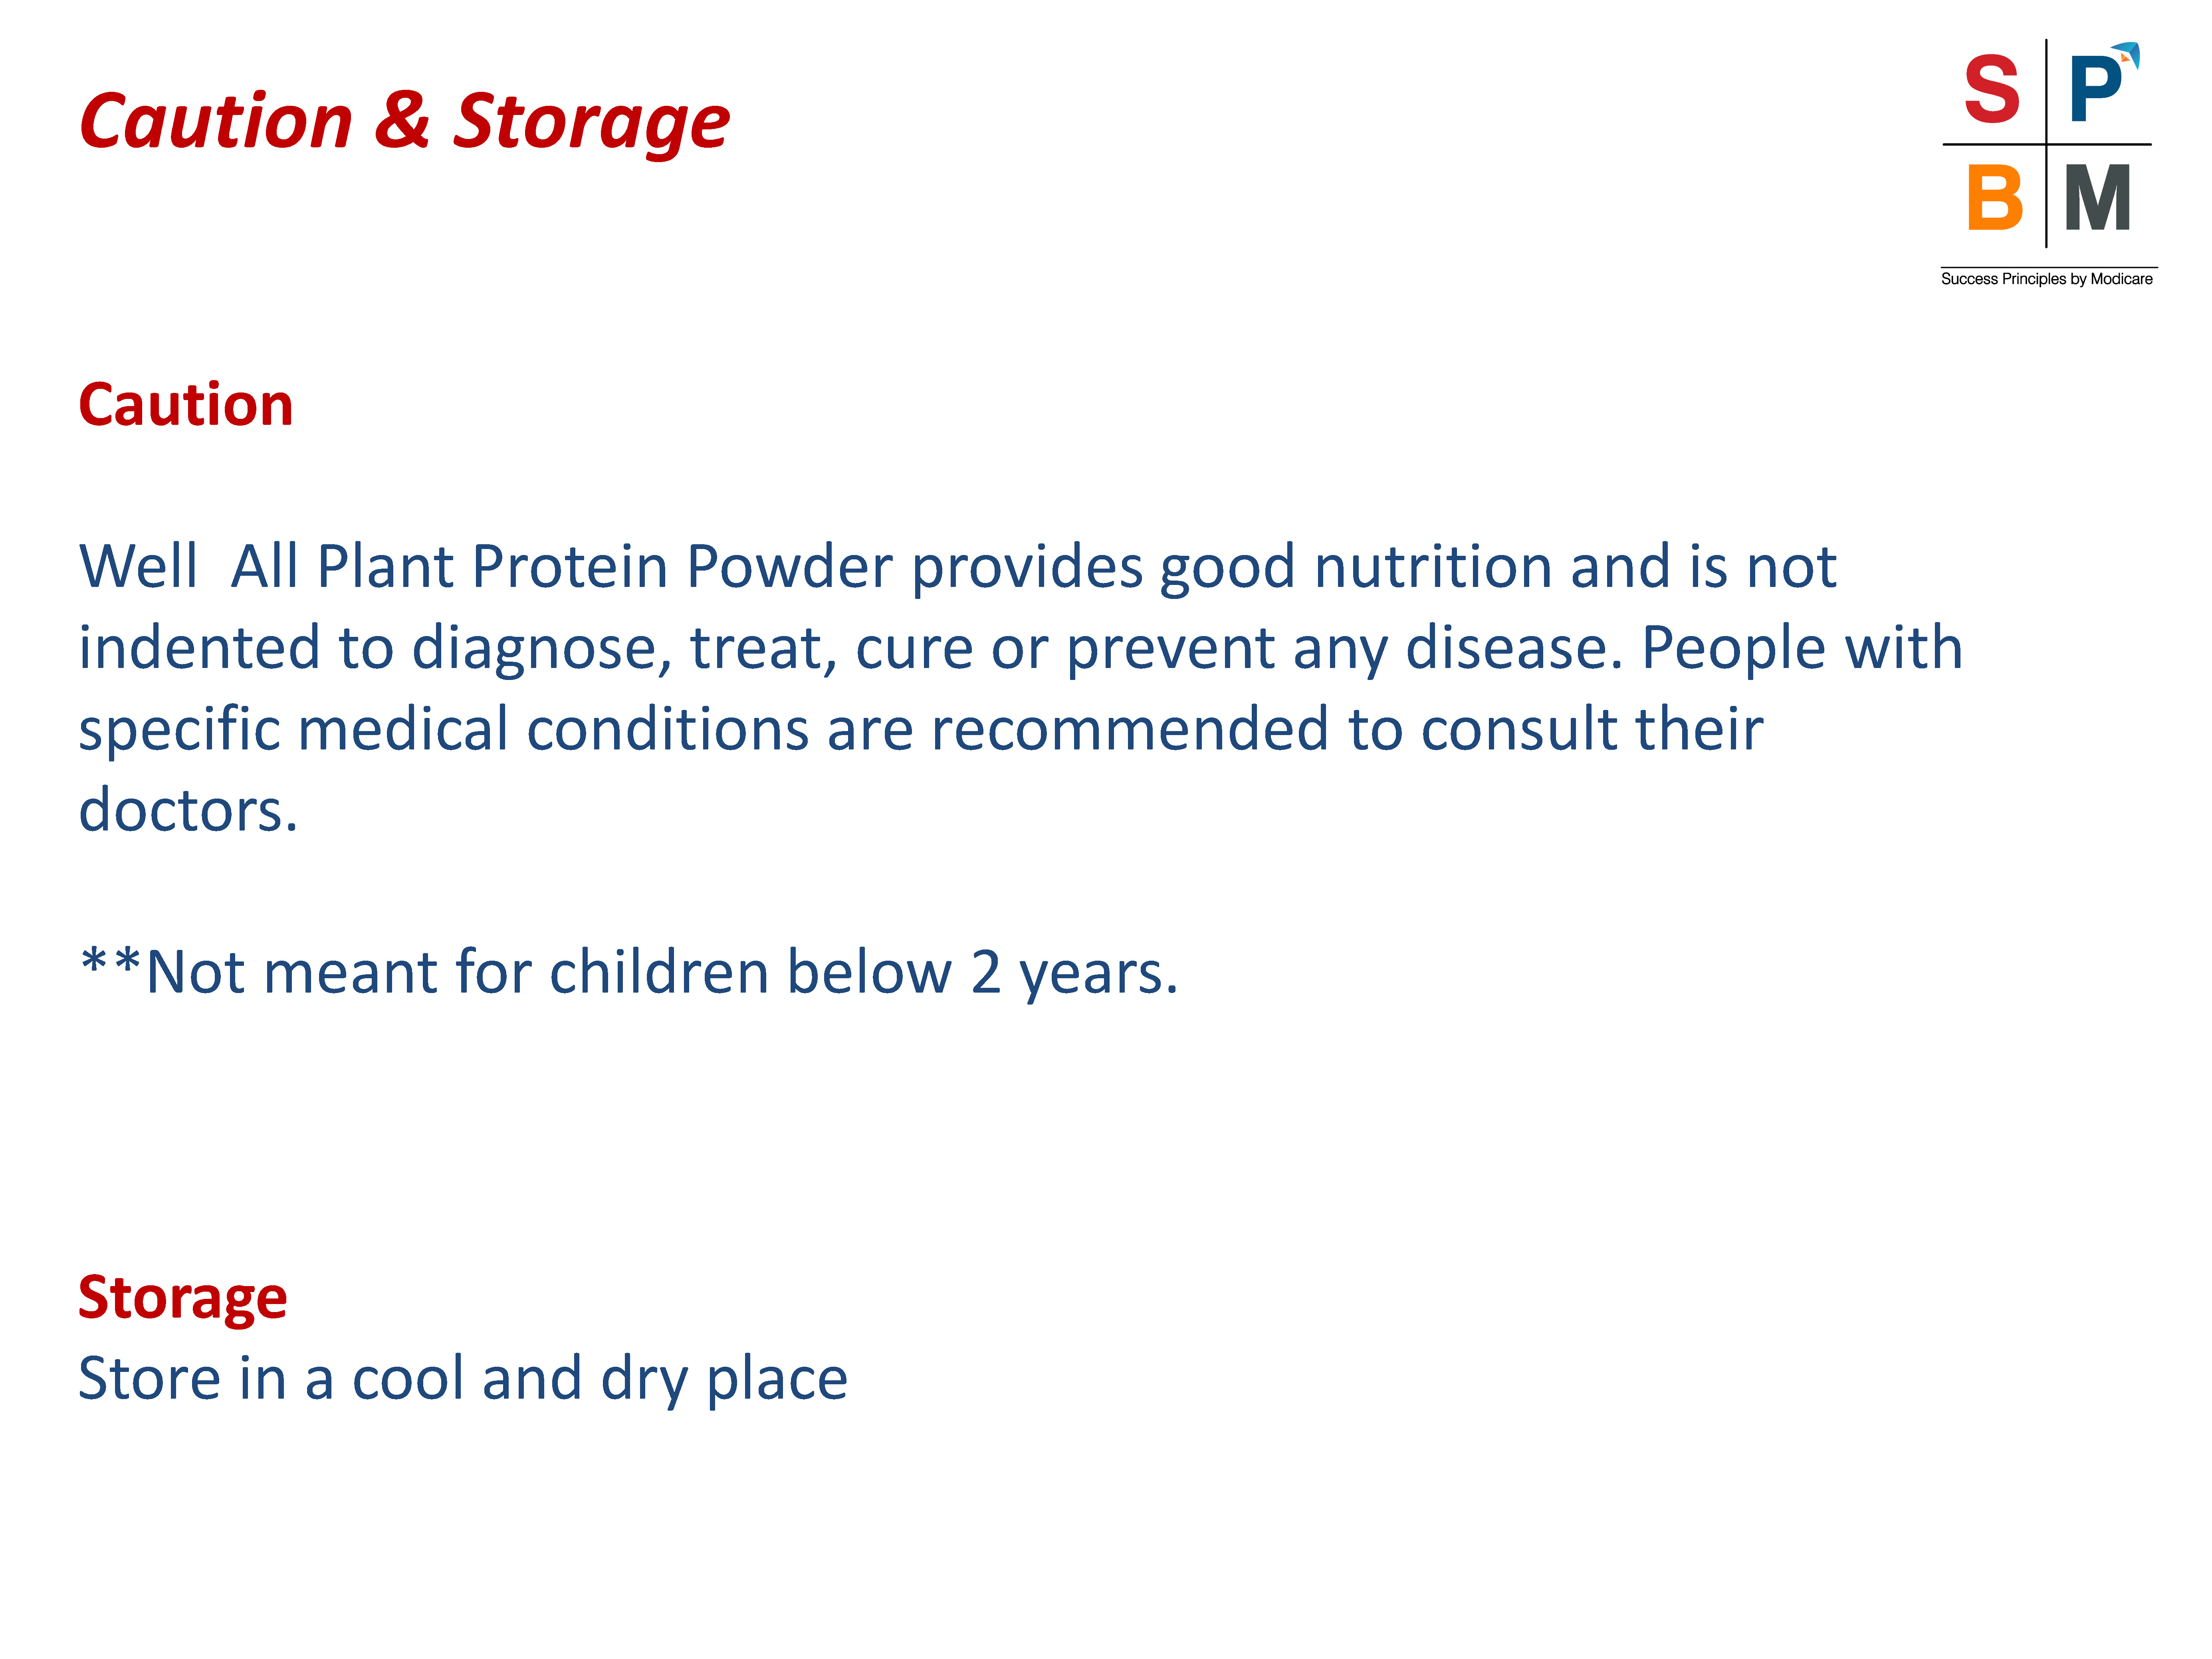 Caution & Storage
S P
B M
Success Principles by Modicare
Caution
Well  All Plant Protein Powder provides good nutrition and is not
indented to diagnose, treat, cure or prevent any disease. People with
specific medical conditions are recommended to consult their
doctors.
**Not meant for children below 2 years.
Storage
Store in a cool and dry place